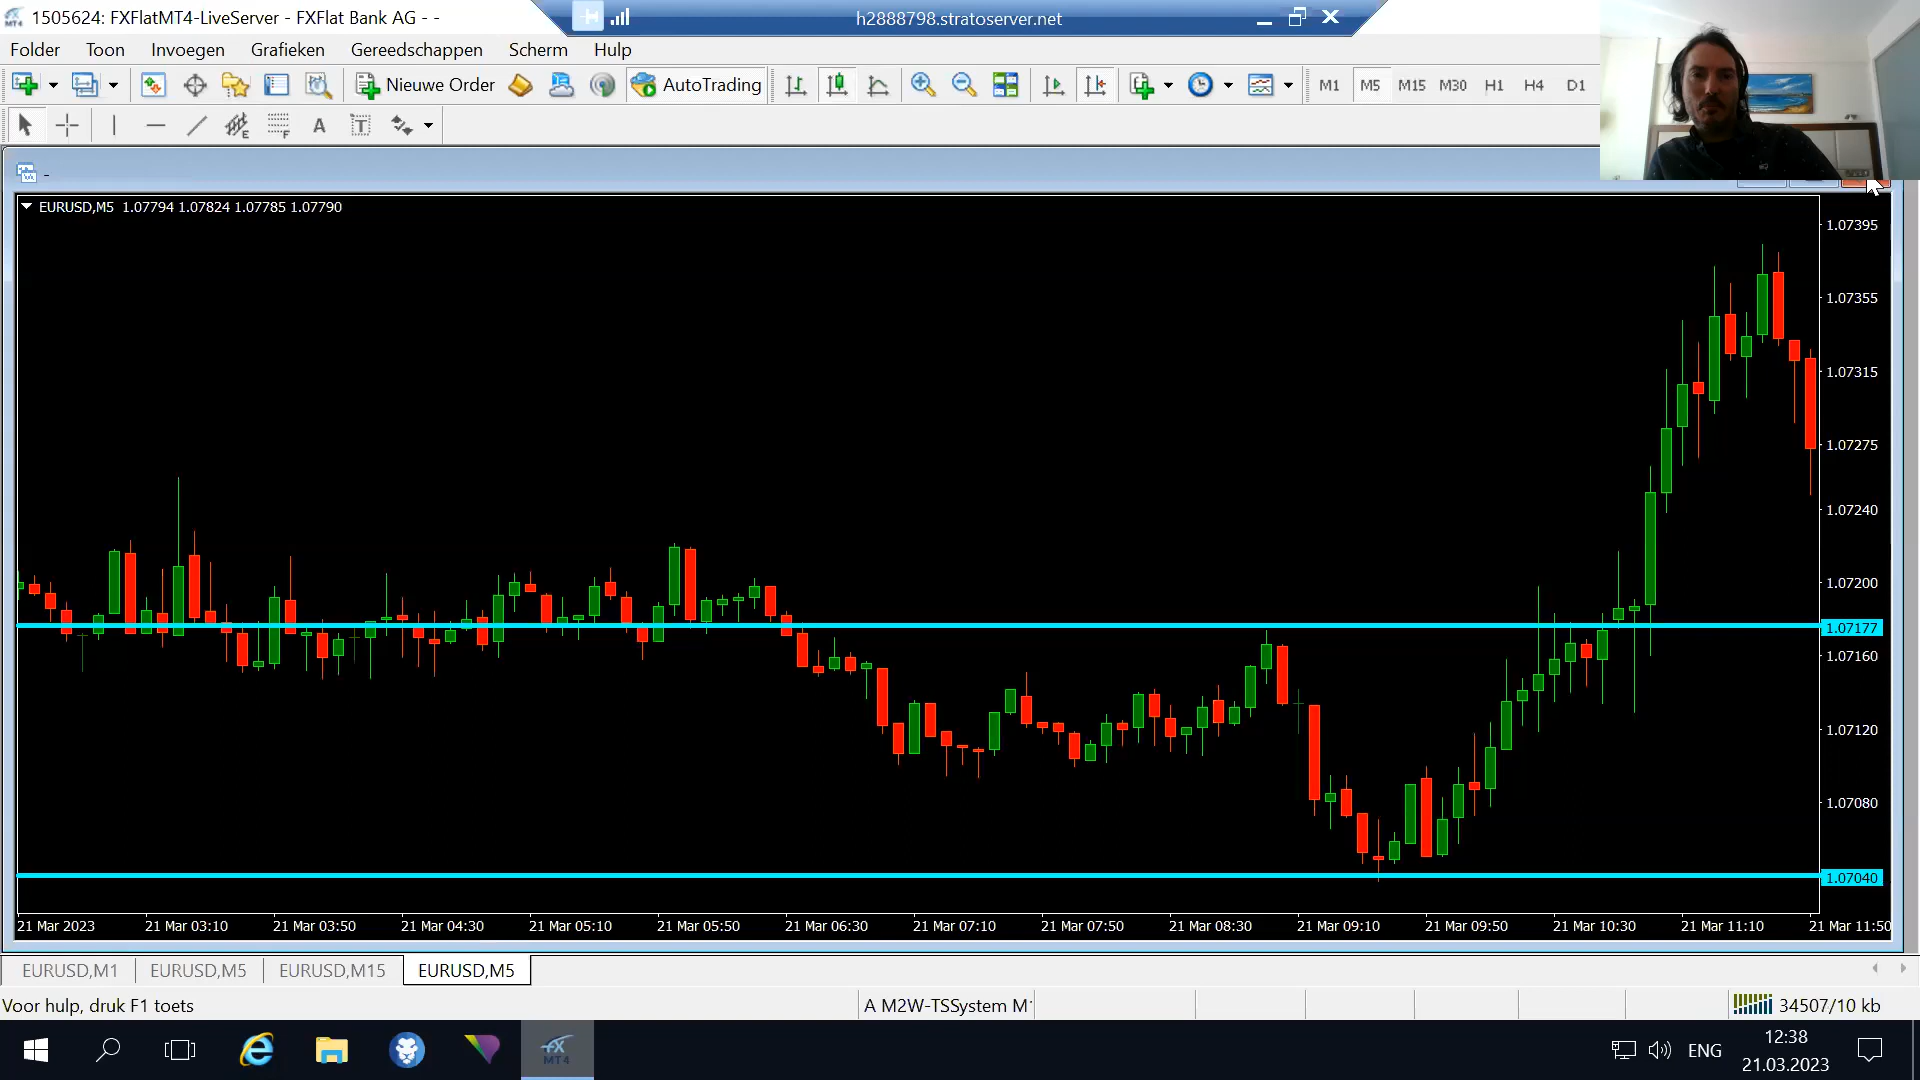 1505624: FXFlatMT4-LiveServer - FXFlat Bank AG - -
h2888798.stratoserver.net
Folder Toon Invoegen Grafieken Gereedschappen Scherm Hulp
Nieuwe Order AutoTrading M1 M5 M15 M30 H1 H4 D1
E F A T
-
EURUSD,M5 1.07794 1.07824 1.07785 1.07790
1.07395
1.07355
1.07315
1.07275
1.07240
1.07200
1.07177
1.07160
1.07120
1.07080
1.07040
21 Mar 2023 21 Mar 03:10 21 Mar 03:50 21 Mar 04:30 21 Mar 05:10 21 Mar 05:50 21 Mar 06:30 21 Mar 07:10 21 Mar 07:50 21 Mar 08:30 21 Mar 09:10 21 Mar 09:50 21 Mar 10:30 21 Mar 11:10 21 Mar 11:50
EURUSD,M1 EURUSD,M5 EURUSD,M15 EURUSD,M5
Voor hulp, druk F1 toets A M2W-TSSystem M 34507/10 kb
FX
MT4
ENG
12:38
21.03.2023